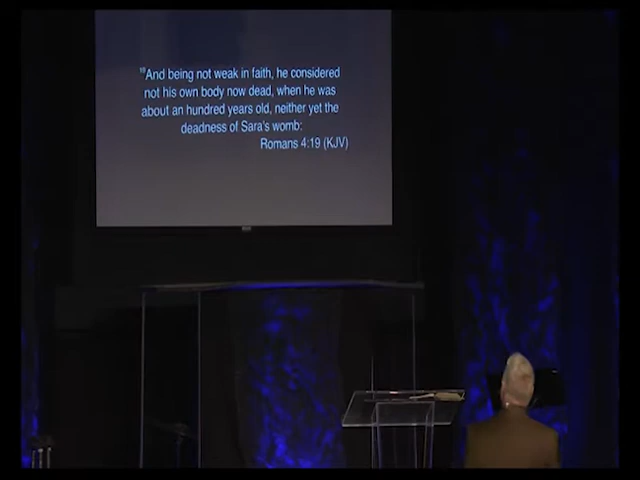 ¹⁹And being not weak in faith, he considered
not his own body now dead, when he was
about an hundred years old, neither yet the
deadness of Sara's womb:
Romans 4:19 (KJV)